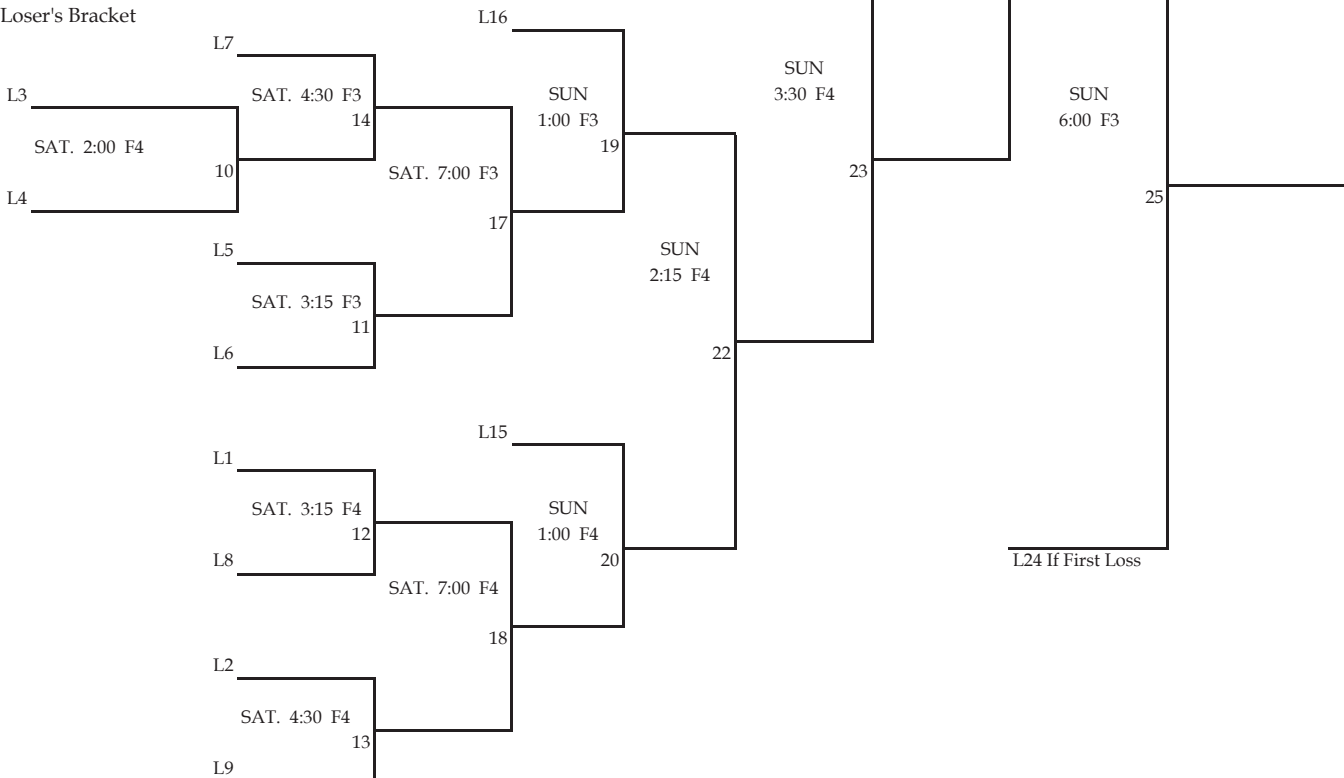 Loser's Bracket
L16
L7
SUN
3:30 F4
L3
SAT. 4:30 F3
14
SUN
1:00 F3
19
SUN
6:00 F3
SAT. 2:00 F4
10
SAT. 7:00 F3
17
23
25
L4
L5
SUN
2:15 F4
22
SAT. 3:15 F3
11
L6
L15
L1
SAT. 3:15 F4
12
SUN
1:00 F4
20
L8
L24 If First Loss
SAT. 7:00 F4
18
L2
SAT. 4:30 F4
13
L9